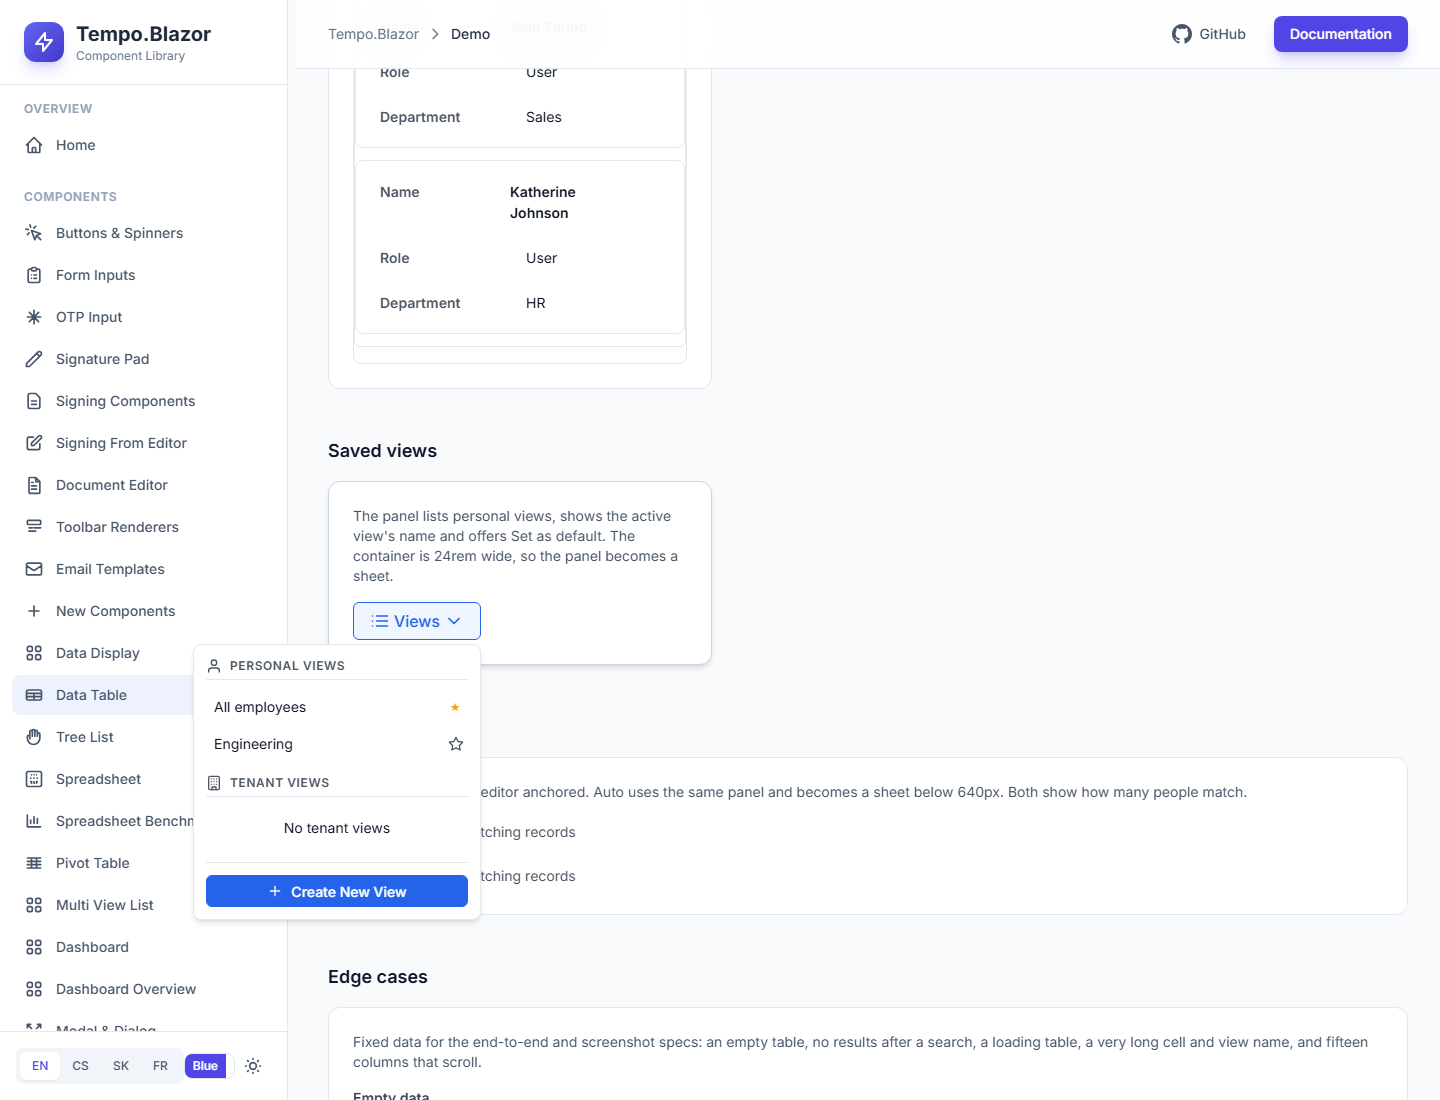 Tempo.Blazor
Component Library
OVERVIEW
Home
COMPONENTS
Buttons & Spinners
Form Inputs
OTP Input
Signature Pad
Signing Components
Signing From Editor
Document Editor
Toolbar Renderers
Email Templates
New Components
Data Display
Data Table
Tree List
Spreadsheet
Spreadsheet Bench
Pivot Table
Multi View List
Dashboard
Dashboard Overview
Modal & Dialog
EN CS SK FR Blue
Tempo.Blazor > Demo
Alan Turing
GitHub
Documentation
Role User
Department Sales
Name Katherine
Johnson
Role User
Department HR
Saved views
The panel lists personal views, shows the active
view's name and offers Set as default. The
container is 24rem wide, so the panel becomes a
sheet.
Views
PERSONAL VIEWS
All employees
Engineering
TENANT VIEWS
No tenant views
Create New View
editor anchored. Auto uses the same panel and becomes a sheet below 640px. Both show how many people match.
tching records
tching records
Edge cases
Fixed data for the end-to-end and screenshot specs: an empty table, no results after a search, a loading table, a very long cell and view name, and fifteen
columns that scroll.
Empty data